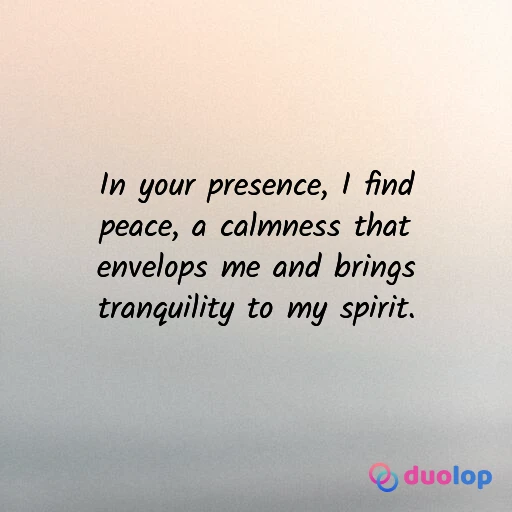 In your presence, I find
peace, a calmness that
envelops me and brings
tranquility to my spirit.
duolop